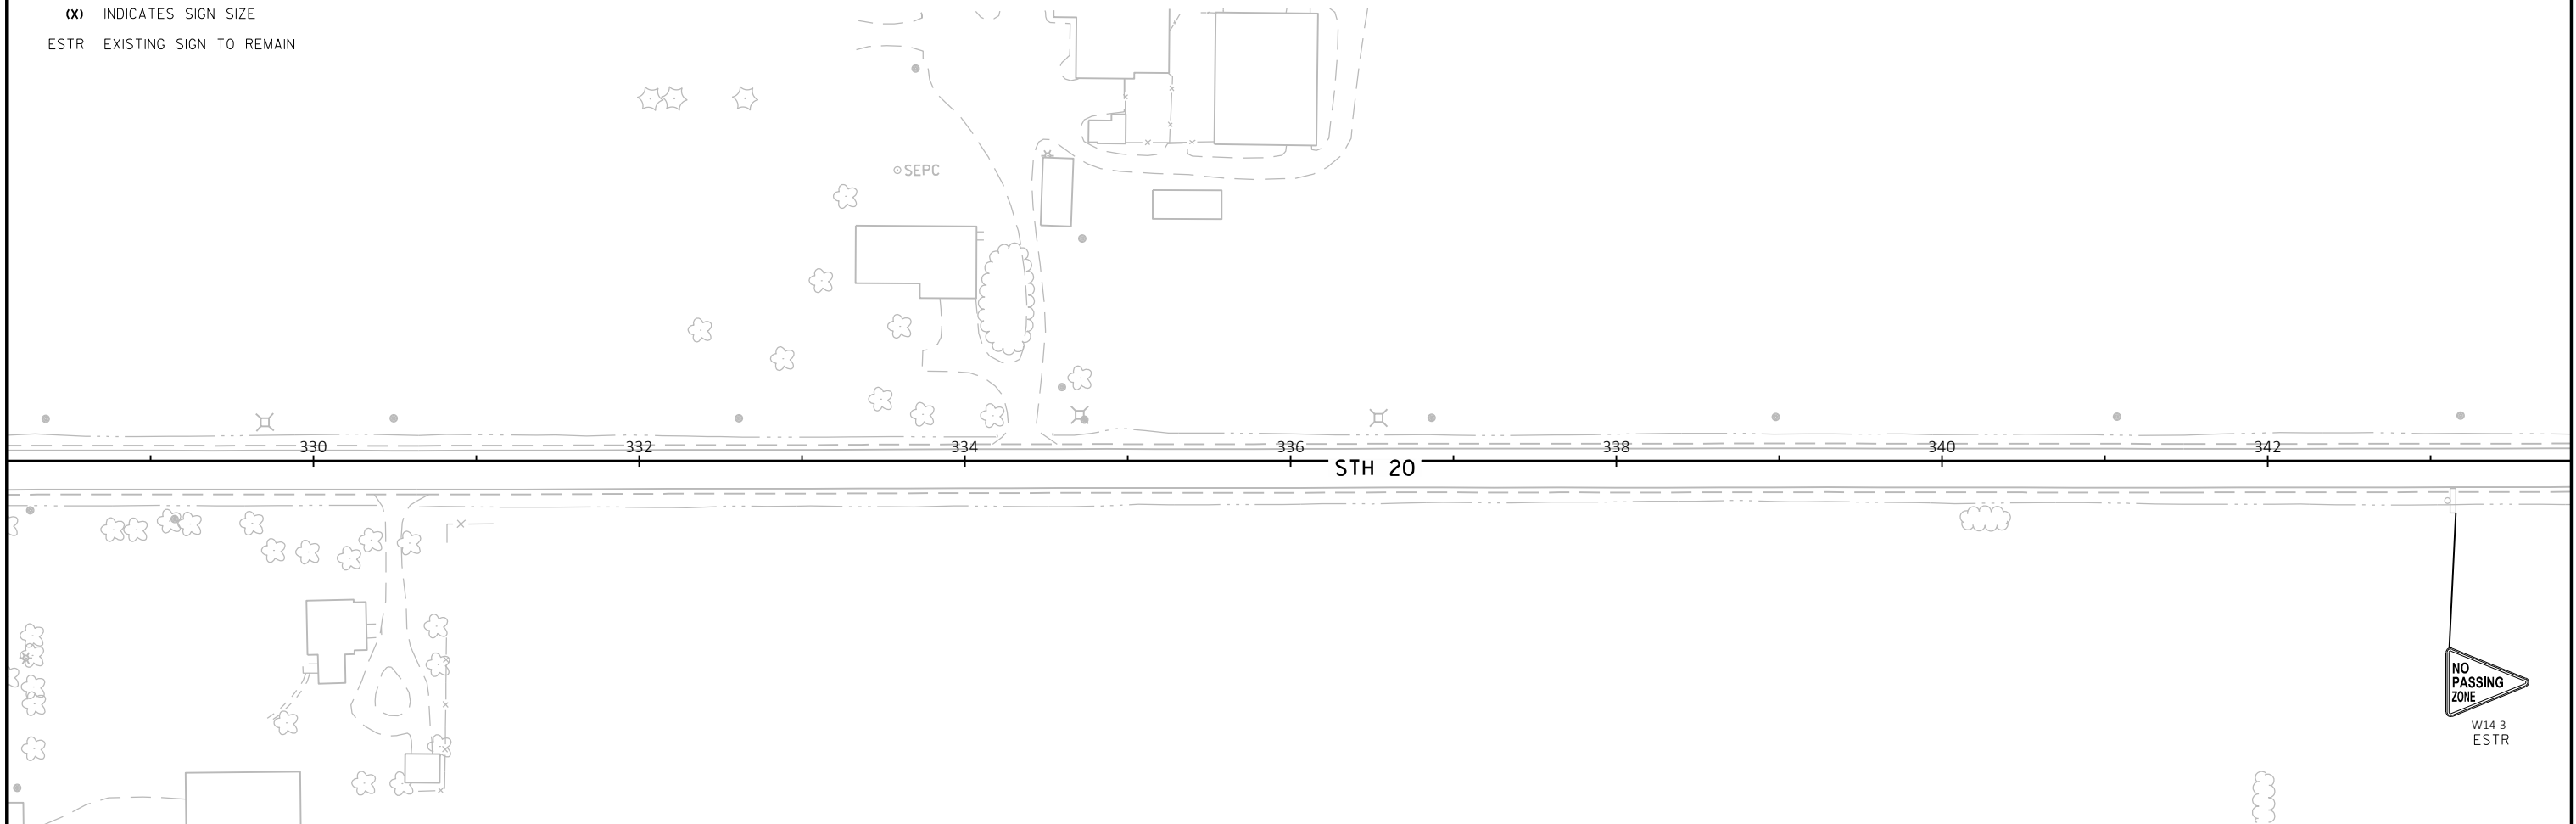 (X) INDICATES SIGN SIZE
ESTR EXISTING SIGN TO REMAIN
SEPC
330 332 334 336 338 340 342
STH 20
NO
PASSING
ZONE
W14-3
ESTR